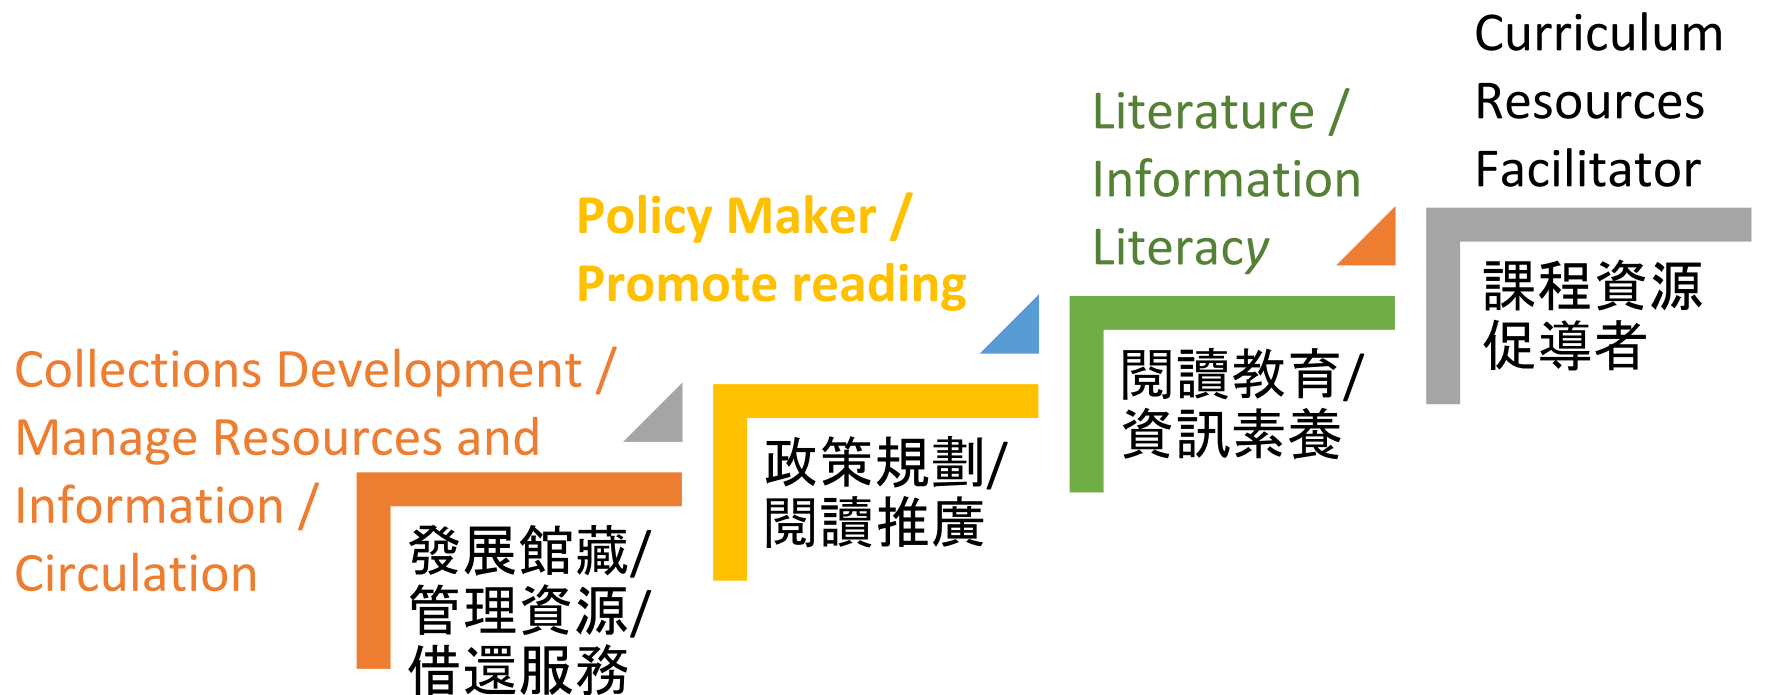 Collections Development /
Manage Resources and
Information /
Circulation
發展館藏/
管理資源/
借還服務
Policy Maker /
Promote reading
政策規劃/
閱讀推廣
Literature /
Information
Literacy
閱讀教育/
資訊素養
Curriculum
Resources
Facilitator
課程資源
促導者